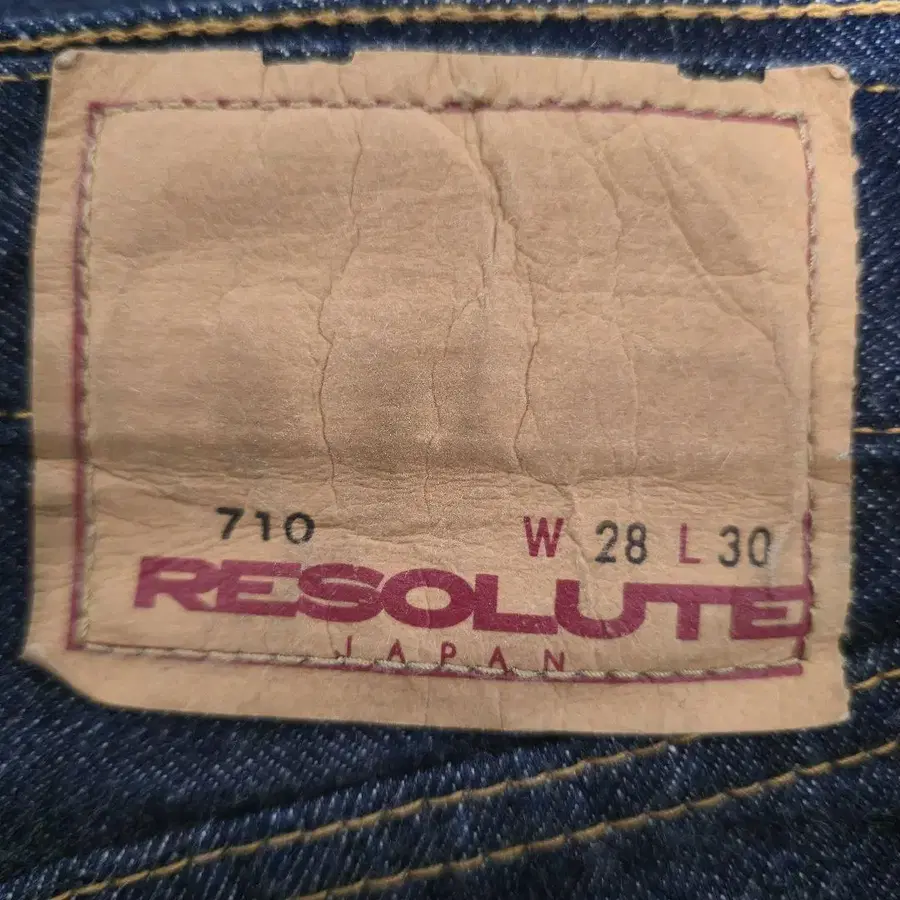 710 W 28 L 30
RESOLUTE
JAPAN